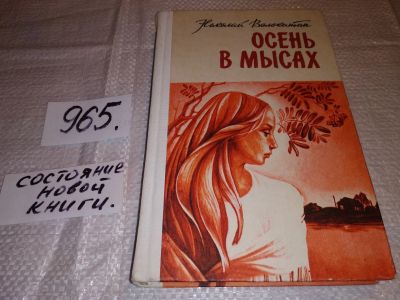 Николай Волокитин
ОСЕНЬ
В МЫСАХ
965.
СОСТОЯНИЕ
НОВОЙ
КНИГИ.